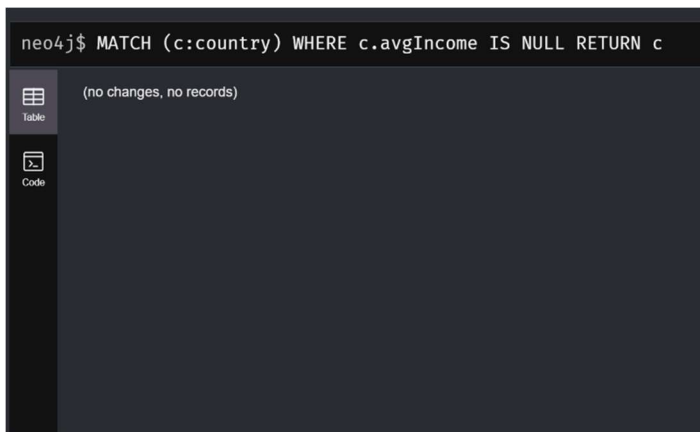 neo4j$ MATCH (c:country) WHERE c.avgIncome IS NULL RETURN c
Table
(no changes, no records)
Code